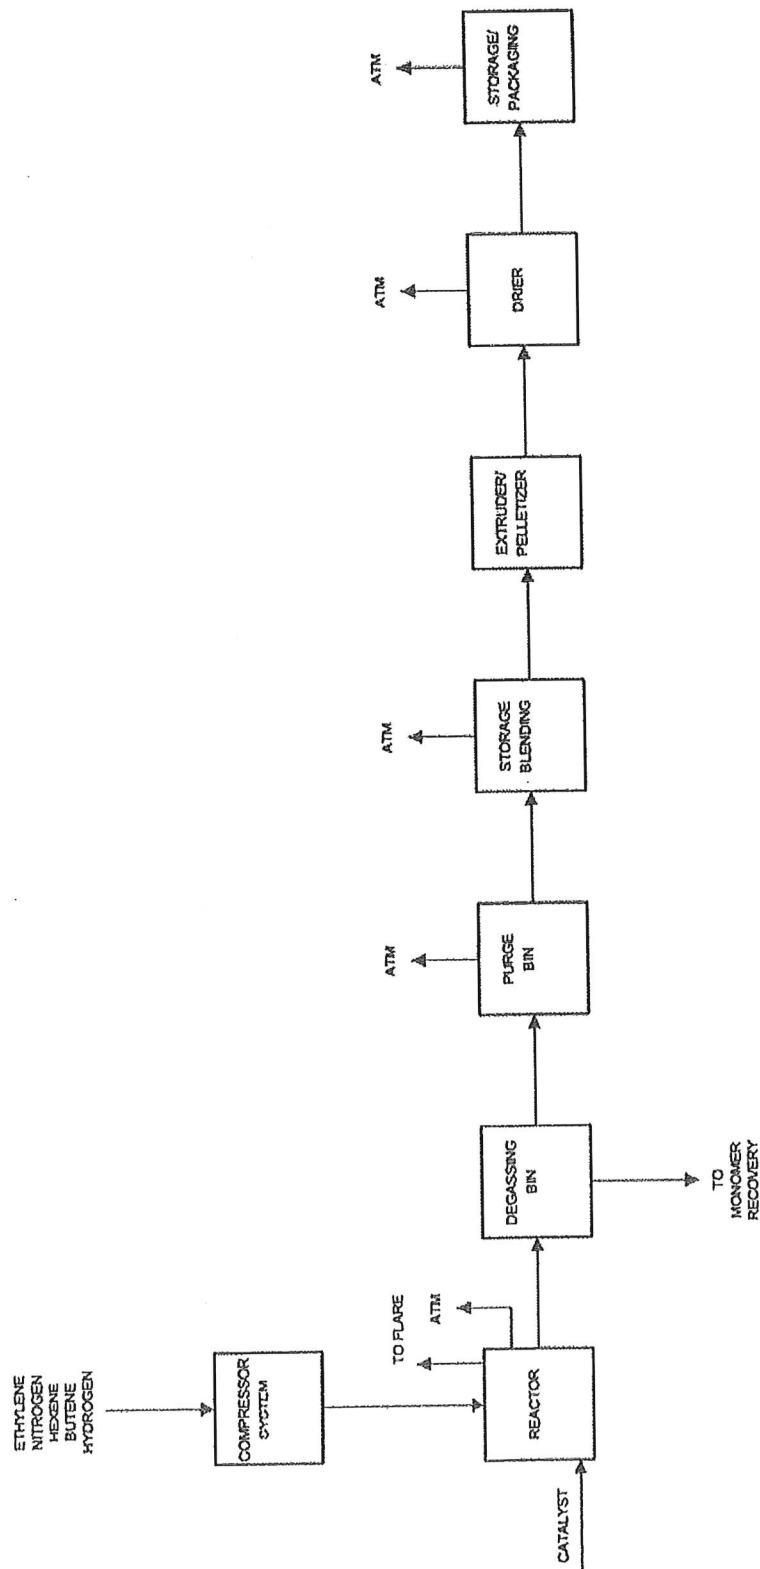 ETHYLENE
NITROGEN
HEXENE
BUTENE
HYDROGEN
COMPRESSOR
SYSTEM
CATALYST
REACTOR
TO FLARE
ATM
DEGASSING
BIN
TO
MONOMER
RECOVERY
PURGE
BIN
ATM
STORAGE
BLENDING
ATM
EXTRUDER/
PELLETIZER
DRIER
ATM
STORAGE/
PACKAGING
ATM